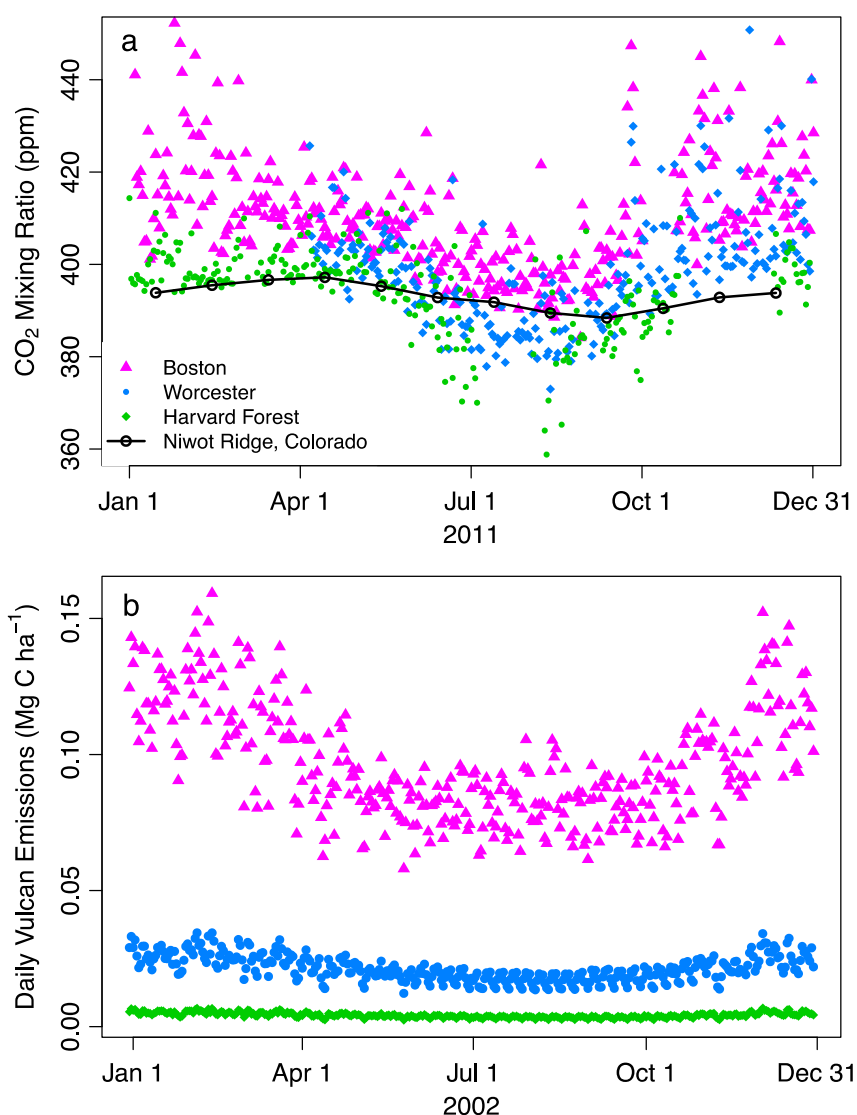 a
CO₂ Mixing Ratio (ppm)
440
420
400
380
360
Boston
Worcester
Harvard Forest
Niwot Ridge, Colorado
Jan 1 Apr 1 Jul 1 Oct 1 Dec 31
2011
b
Daily Vulcan Emissions (Mg C ha⁻¹)
0.15
0.10
0.05
0.00
Jan 1 Apr 1 Jul 1 Oct 1 Dec 31
2002